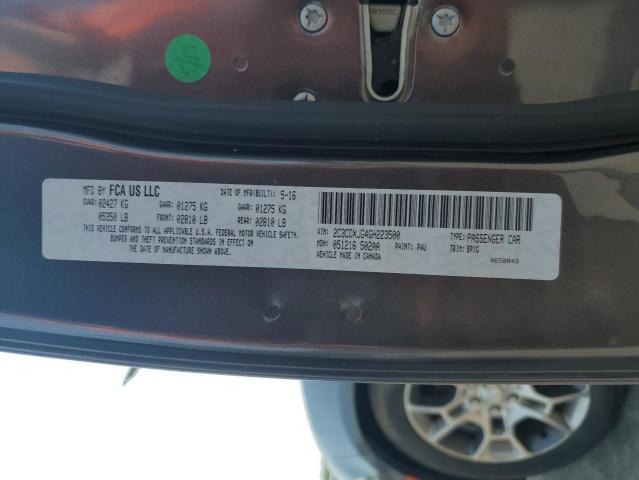 MFD BY FCA US LLC DATE OF MFR(BUILT): 5-16
GVWR: 02427 KG GAWR: 01275 KG GAWR: 01275 KG
05350 LB FRONT: 02810 LB REAR: 02810 LB
THIS VEHICLE CONFORMS TO ALL APPLICABLE U.S.A. FEDERAL MOTOR VEHICLE SAFETY,
BUMPER AND THEFT PREVENTION STANDARDS IN EFFECT ON
THE DATE OF MANUFACTURE SHOWN ABOVE.
VIN: 2C3CDXJG4GH223500 TYPE: PASSENGER CAR
MDH: 051216 502AA PAINT: PAU TRIM: BPXG
VEHICLE MADE IN CANADA 4658843